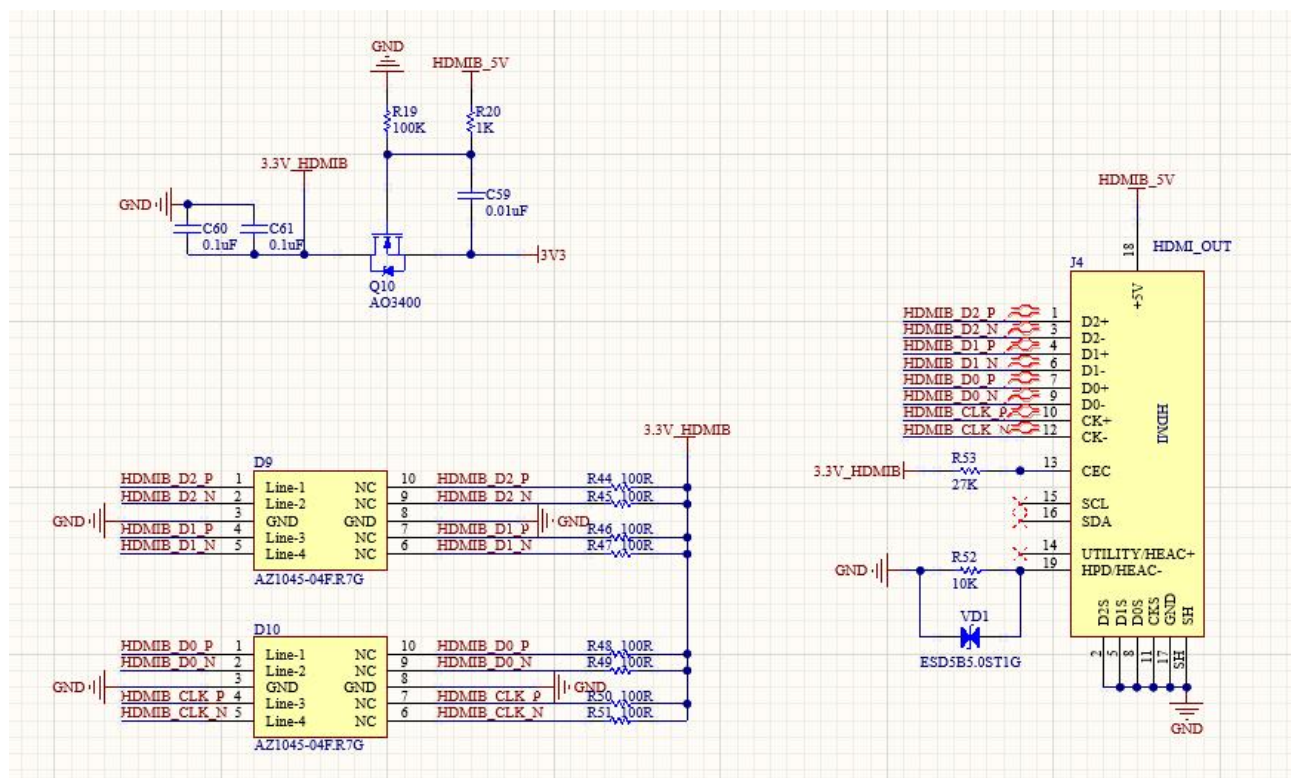 GND
HDMIB_5V
R19
100K
R20
1K
3.3V_HDMIB
GND
C60
0.1uF
C61
0.1uF
C59
0.01uF
3V3
Q10
AO3400
HDMIB_5V
18
HDMI_OUT
J4
+5V
HDMI
HDMIB_D2_P 1 D2+
HDMIB_D2_N 3 D2-
HDMIB_D1_P 4 D1+
HDMIB_D1_N 6 D1-
HDMIB_D0_P 7 D0+
HDMIB_D0_N 9 D0-
HDMIB_CLK_P 10 CK+
HDMIB_CLK_N 12 CK-
3.3V_HDMIB R53 27K 13 CEC
15 SCL
16 SDA
14 UTILITY/HEAC+
GND R52 10K 19 HPD/HEAC-
VD1
ESD5B5.0ST1G
D2S D1S D0S CKS GND SH
2 5 8 11 17 SH
GND
3.3V_HDMIB
D9
HDMIB_D2_P 1 Line-1 NC 10 HDMIB_D2_P R44 100R
HDMIB_D2_N 2 Line-2 NC 9 HDMIB_D2_N R45 100R
GND 3 GND GND 8 GND
HDMIB_D1_P 4 Line-3 NC 7 HDMIB_D1_P R46 100R
HDMIB_D1_N 5 Line-4 NC 6 HDMIB_D1_N R47 100R
AZ1045-04F.R7G
D10
HDMIB_D0_P 1 Line-1 NC 10 HDMIB_D0_P R48 100R
HDMIB_D0_N 2 Line-2 NC 9 HDMIB_D0_N R49 100R
GND 3 GND GND 8 GND
HDMIB_CLK_P 4 Line-3 NC 7 HDMIB_CLK_P R50 100R
HDMIB_CLK_N 5 Line-4 NC 6 HDMIB_CLK_N R51 100R
AZ1045-04F.R7G